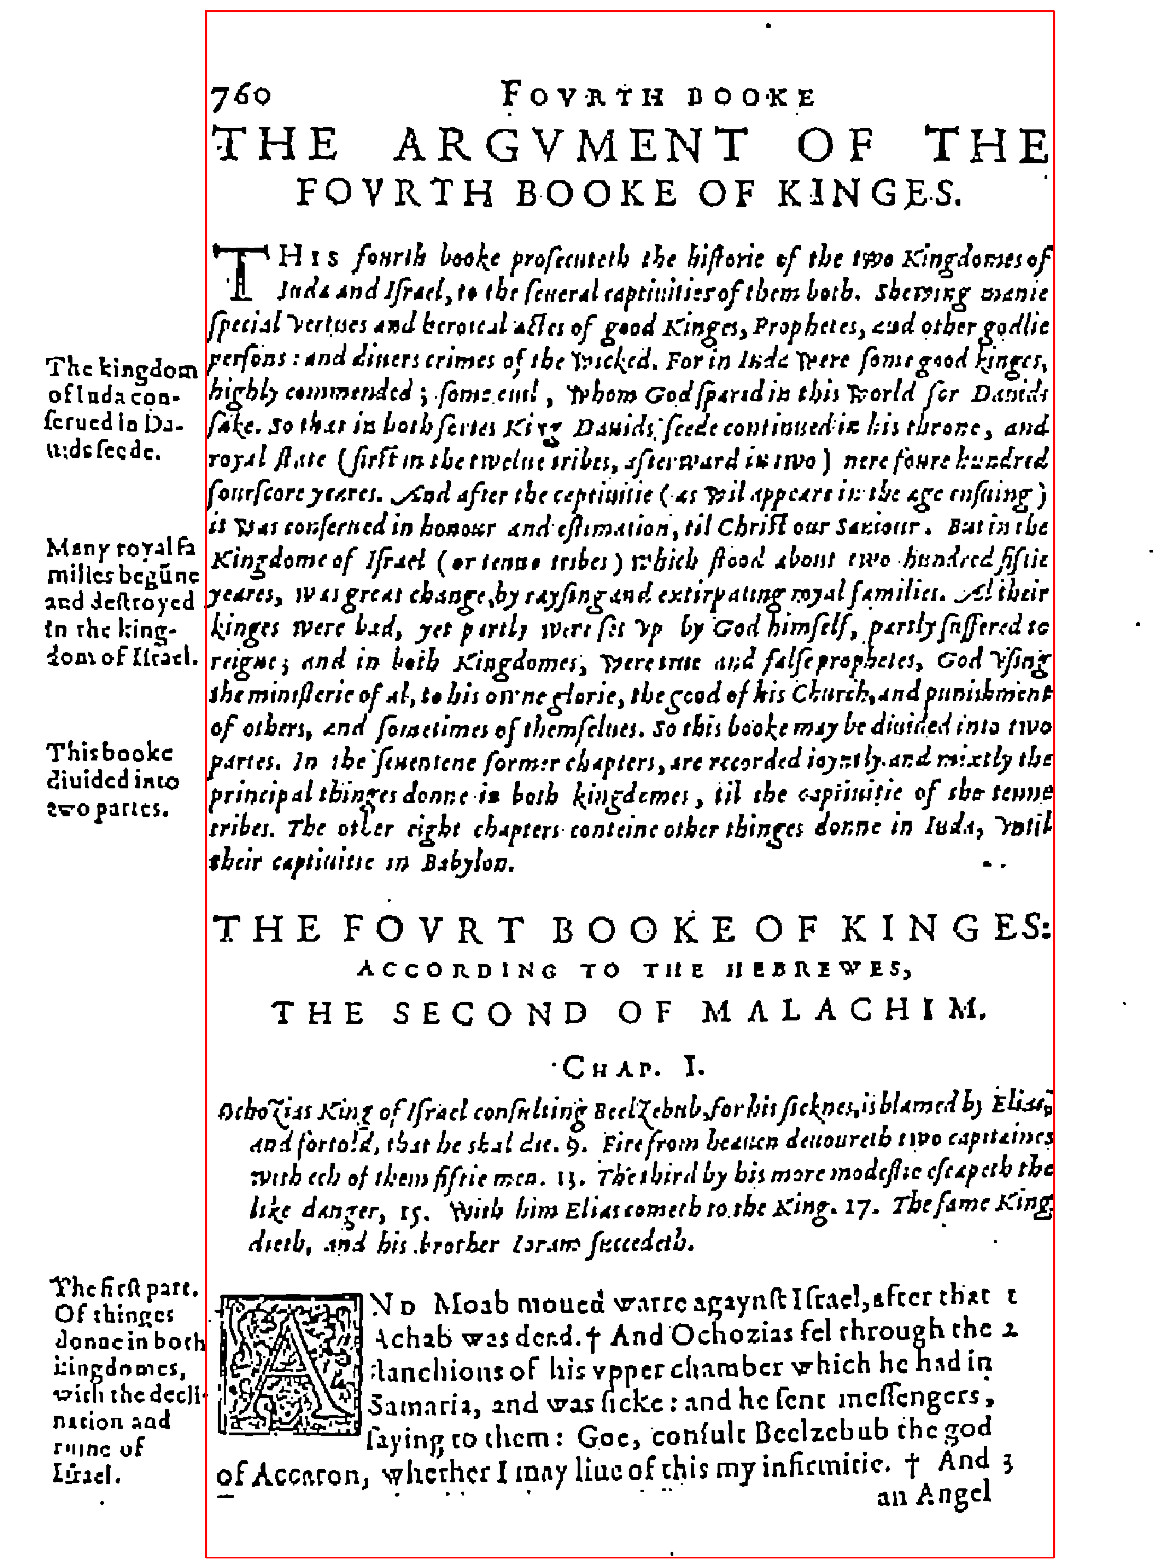 760 FOVRTH BOOKE
THE ARGVMENT OF THE
FOVRTH BOOKE OF KINGES.
THIS fourth booke prosecuteth the historie of the two Kingdomes of
Iuda and Israel, to the seueral captiuities of them both. Shewing manie
special vertues and heroical actes of good Kinges, Prophetes, and other godlie
persons: and diuers crimes of the wicked. For in Iuda were some good kinges,
highly commended; some euil, whom God spared in this world for Dauids
sake. So that in both sortes King Dauids seede continued in his throne, and
royal state (first in the twelue tribes, afterward in two) nere foure hundred
fourscore yeares. And after the captiuitie (as wil appeare in the age ensuing)
it was conserued in honour and estimation, til Christ our Sauiour. But in the
Kingdome of Israel (or tenne tribes) which stood about two hundred fiftie
yeares, was great change, by raysing and extirpating royal families. Al their
kinges were bad, yet partly were set vp by God himself, partly suffered to
reigne; and in both Kingdomes, were true and false prophetes, God vsing
the ministerie of al, to his owne glorie, the good of his Church, and punishment
of others, and sometimes of themselues. So this booke may be diuided into two
partes. In the seuentene former chapters, are recorded ioyntly and mixtly the
principal thinges donne in both kingdomes, til the captiuitie of the tenne
tribes. The other eight chapters conteine other thinges donne in Iuda, vntil
their captiuitie in Babylon.
The kingdom
of Iuda con-
serued in Da-
uids seede.
Many royal fa
milies begūne
and destroyed
in the king-
dom of Israel.
This booke
diuided into
two partes.
THE FOVRT BOOKE OF KINGES:
ACCORDING TO THE HEBREWES,
THE SECOND OF MALACHIM.
CHAP. I.
Ochozias King of Israel consulting Beelzebub, for his sicknes, is blamed by Elias,
and fortold, that he shal die. 9. Fire from heauen deuoureth two capitaines
with ech of them fiftie men. 13. The third by his more modestie escapeth the
like danger, 15. With him Elias cometh to the King. 17. The same King
dieth, and his brother Ioram succedeth.
The first part.
Of thinges
donne in both
kingdomes,
with the decli-
nation and
ruine of
Israel.
AND Moab moued warre agaynst Israel, after that 1
Achab was dead. † And Ochozias fel through the 2
lanchions of his vpper chamber which he had in
Samaria, and was sicke: and he sent messengers,
saying to them: Goe, consult Beelzebub the god
of Accaron, whether I may liue of this my infirmitie. † And 3
an Angel